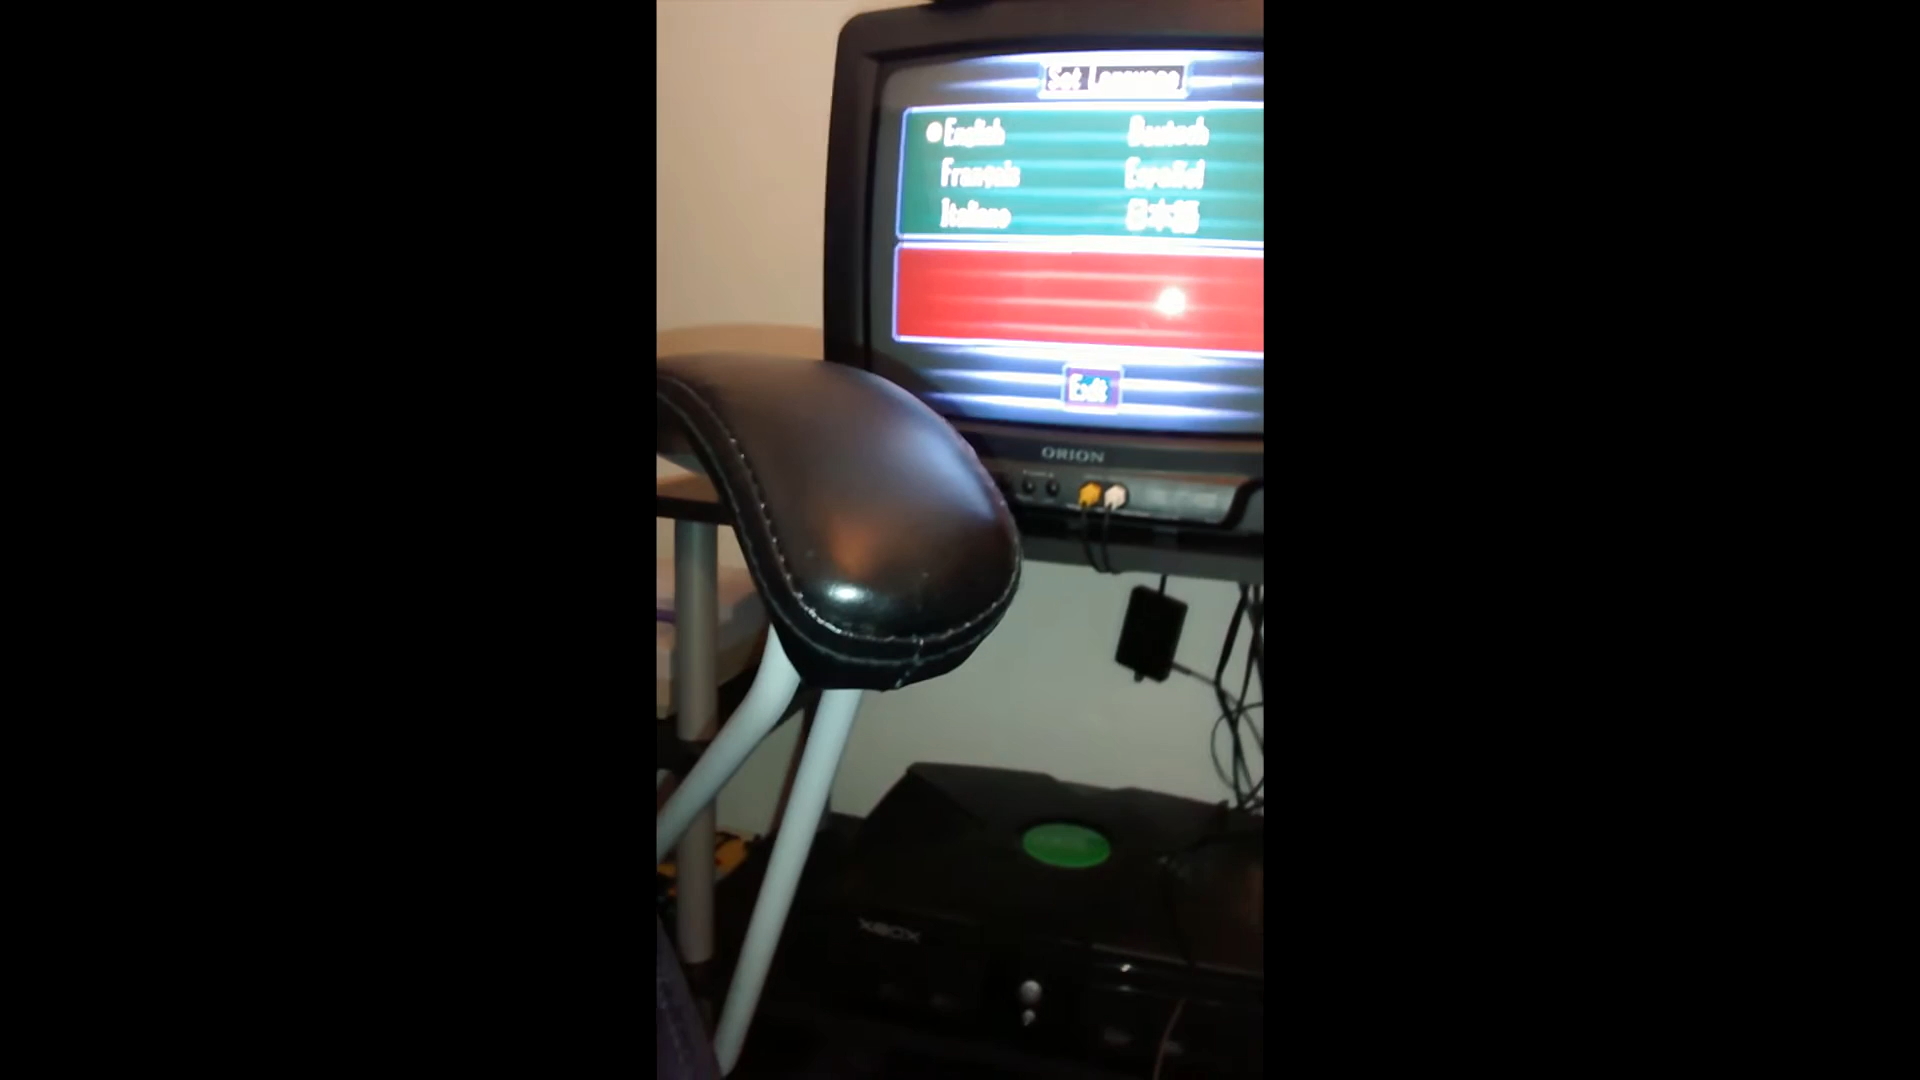 Set Language
English Deutsch
Français Español
Italiano 日本語
Exit
ORION
XBOX